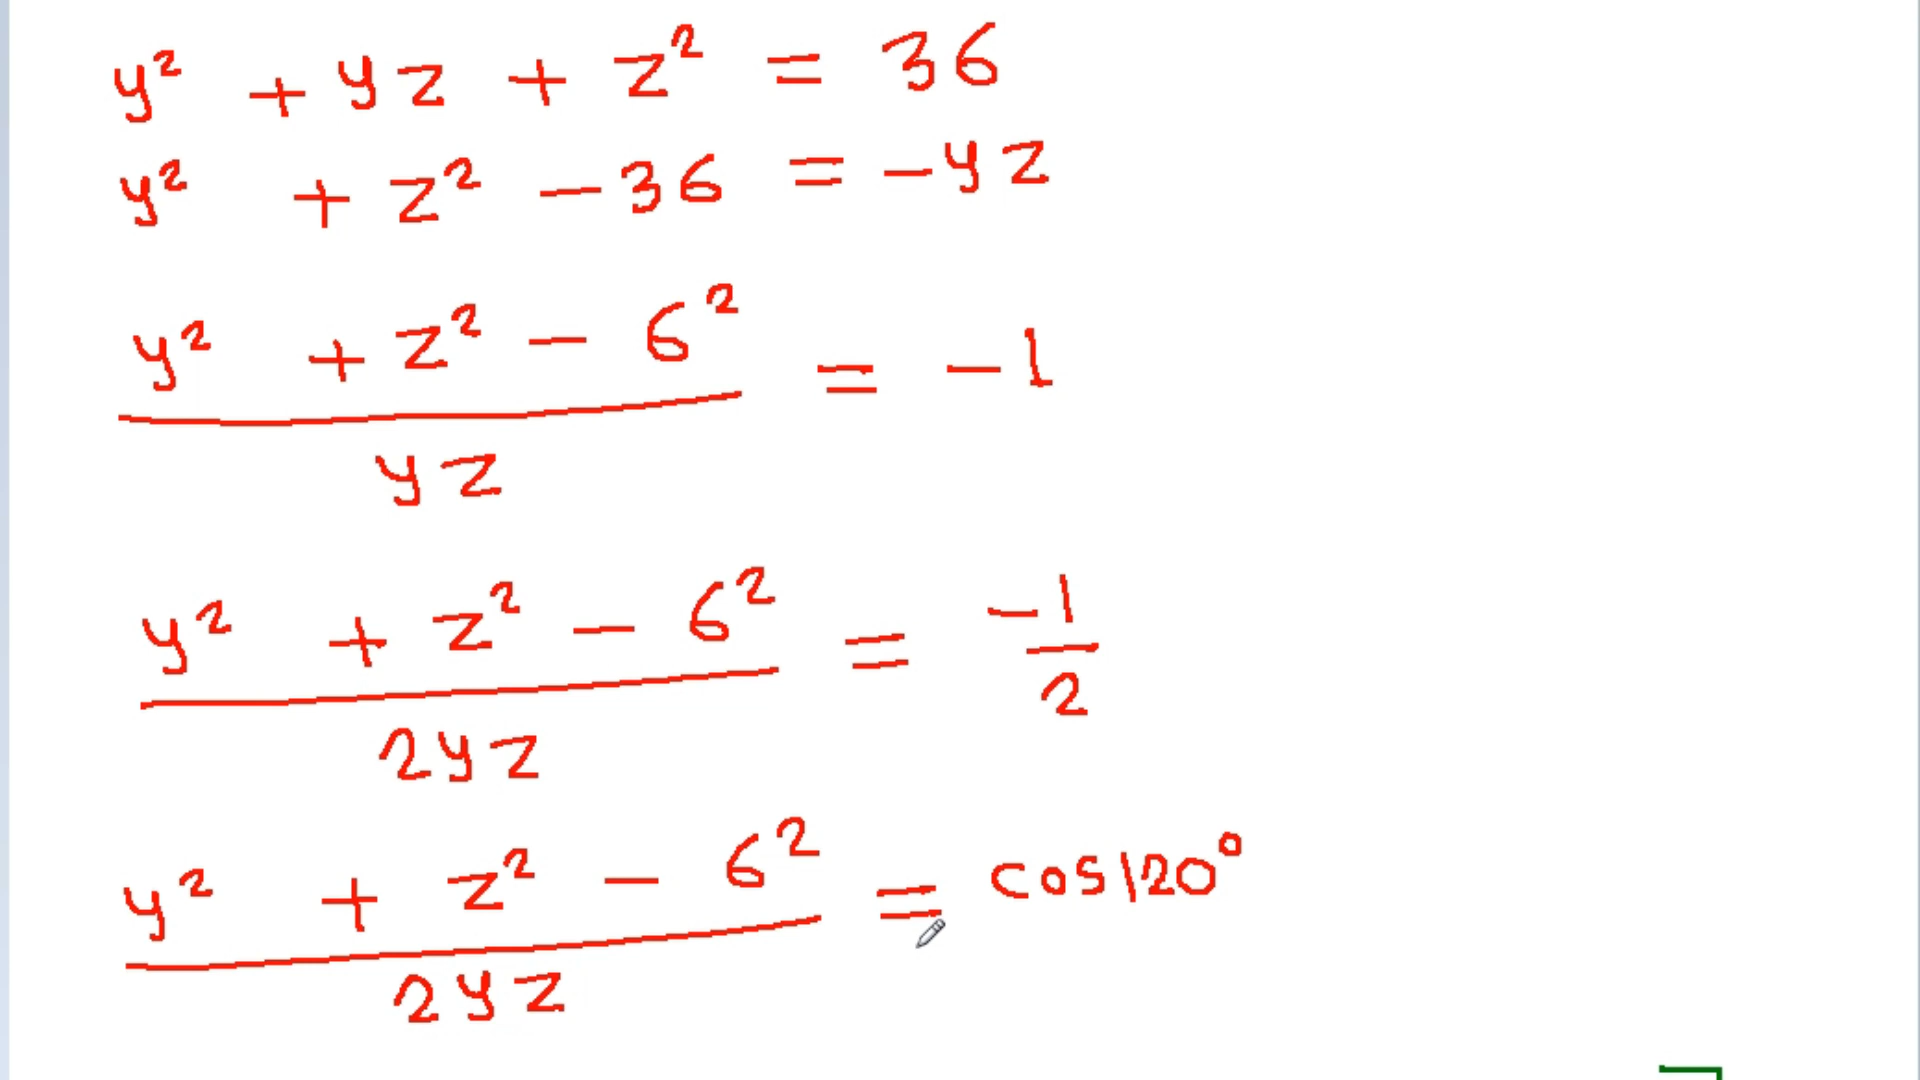 y² + yz + z² = 36
y² + z² - 36 = -yz
y² + z² - 6² / yz = -1
y² + z² - 6² / 2yz = -1/2
y² + z² - 6² / 2yz = cos120°